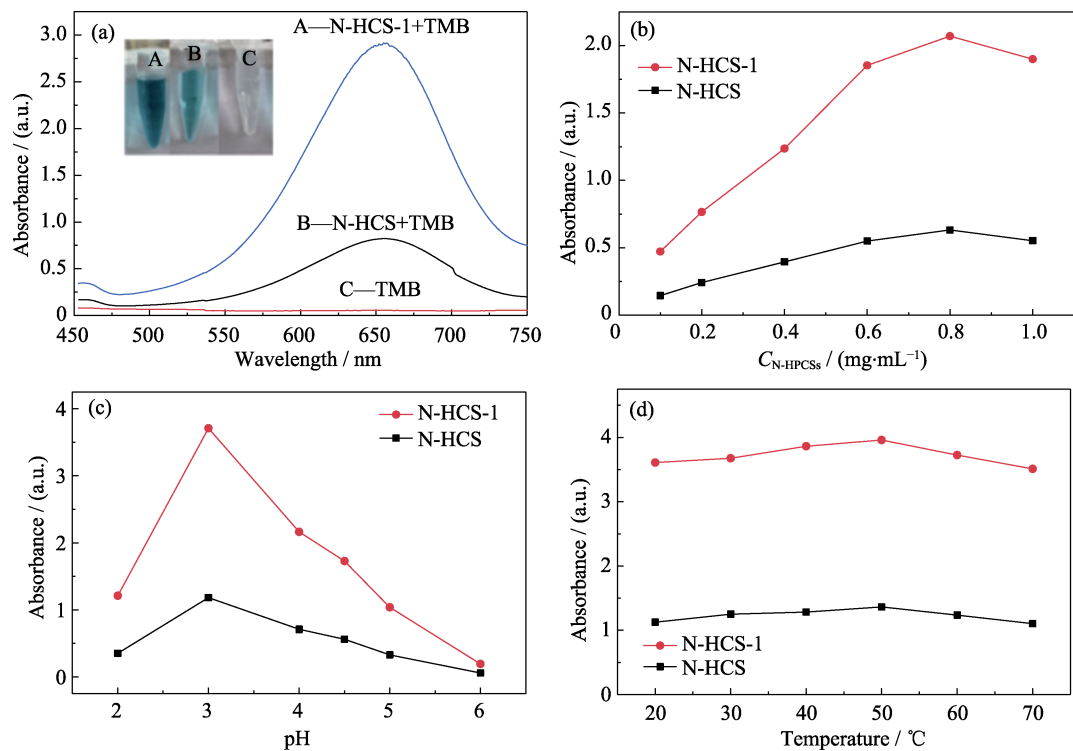 (a)
A—N-HCS-1+TMB
A
B
C
B—N-HCS+TMB
C—TMB
3.0
2.5
2.0
1.5
1.0
0.5
0
450
500
550
600
650
700
750
Absorbance / (a.u.)
Wavelength / nm
(b)
N-HCS-1
N-HCS
2.0
1.5
1.0
0.5
0
0
0.2
0.4
0.6
0.8
1.0
Absorbance / (a.u.)
C_N-HPCSs / (mg·mL⁻¹)
(c)
N-HCS-1
N-HCS
4
3
2
1
0
2
3
4
5
6
Absorbance / (a.u.)
pH
(d)
N-HCS-1
N-HCS
4
3
2
1
0
20
30
40
50
60
70
Absorbance / (a.u.)
Temperature / ℃